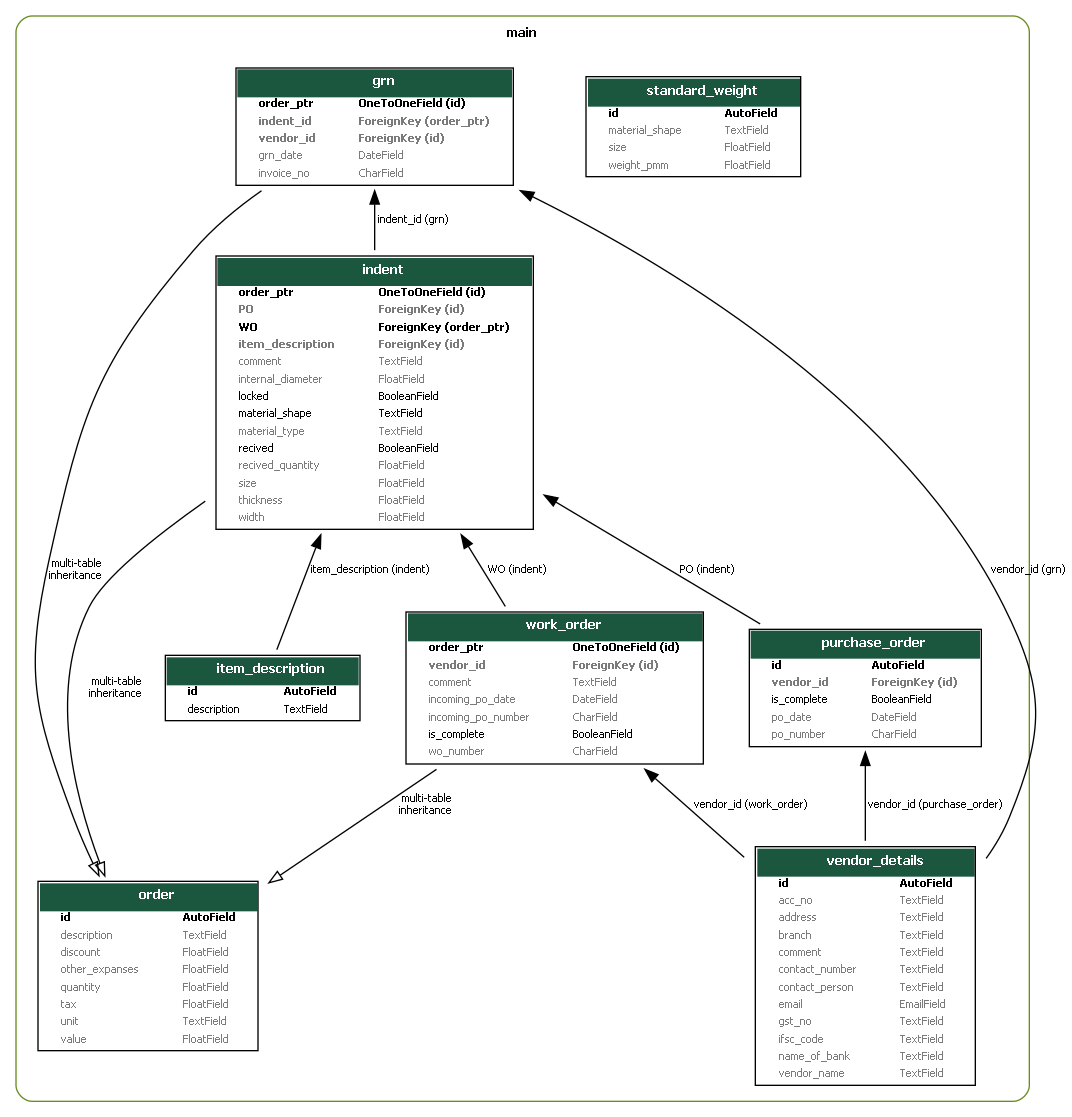 main
grn
order_ptr OneToOneField (id)
indent_id ForeignKey (order_ptr)
vendor_id ForeignKey (id)
grn_date DateField
invoice_no CharField
standard_weight
id AutoField
material_shape TextField
size FloatField
weight_pmm FloatField
indent_id (grn)
indent
order_ptr OneToOneField (id)
PO ForeignKey (id)
WO ForeignKey (order_ptr)
item_description ForeignKey (id)
comment TextField
internal_diameter FloatField
locked BooleanField
material_shape TextField
material_type TextField
recived BooleanField
recived_quantity FloatField
size FloatField
thickness FloatField
width FloatField
multi-table
inheritance
item_description (indent)
WO (indent)
PO (indent)
vendor_id (grn)
multi-table
inheritance
item_description
id AutoField
description TextField
work_order
order_ptr OneToOneField (id)
vendor_id ForeignKey (id)
comment TextField
incoming_po_date DateField
incoming_po_number CharField
is_complete BooleanField
wo_number CharField
purchase_order
id AutoField
vendor_id ForeignKey (id)
is_complete BooleanField
po_date DateField
po_number CharField
multi-table
inheritance
vendor_id (work_order)
vendor_id (purchase_order)
order
id AutoField
description TextField
discount FloatField
other_expanses FloatField
quantity FloatField
tax FloatField
unit TextField
value FloatField
vendor_details
id AutoField
acc_no TextField
address TextField
branch TextField
comment TextField
contact_number TextField
contact_person TextField
email EmailField
gst_no TextField
ifsc_code TextField
name_of_bank TextField
vendor_name TextField